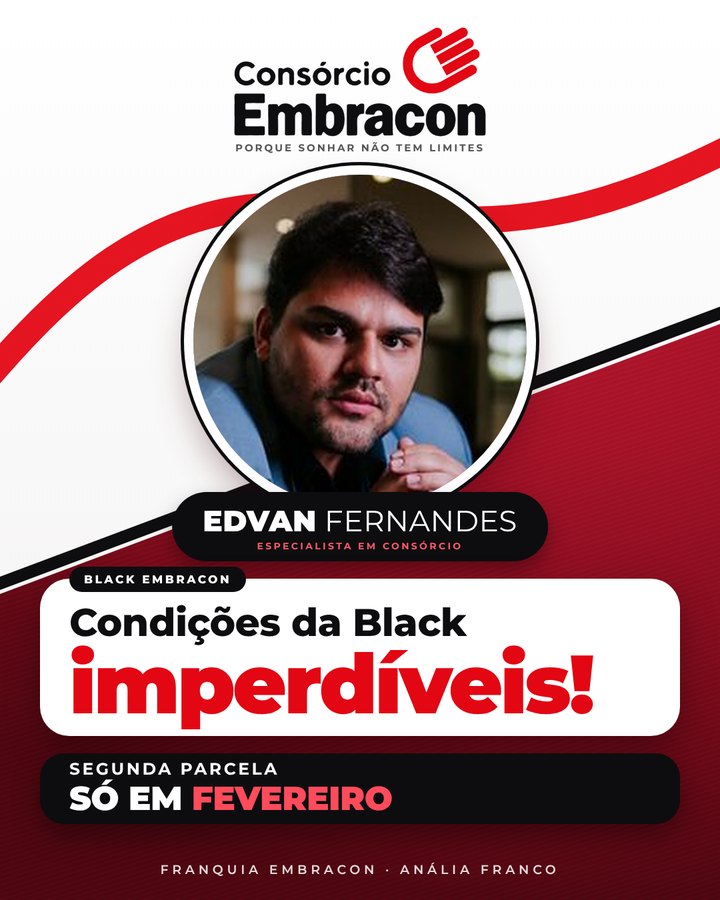 Consórcio
Embracon
PORQUE SONHAR NÃO TEM LIMITES
EDVAN FERNANDES
ESPECIALISTA EM CONSÓRCIO
BLACK EMBRACON
Condições da Black
imperdíveis!
SEGUNDA PARCELA
SÓ EM FEVEREIRO
FRANQUIA EMBRACON · ANÁLIA FRANCO